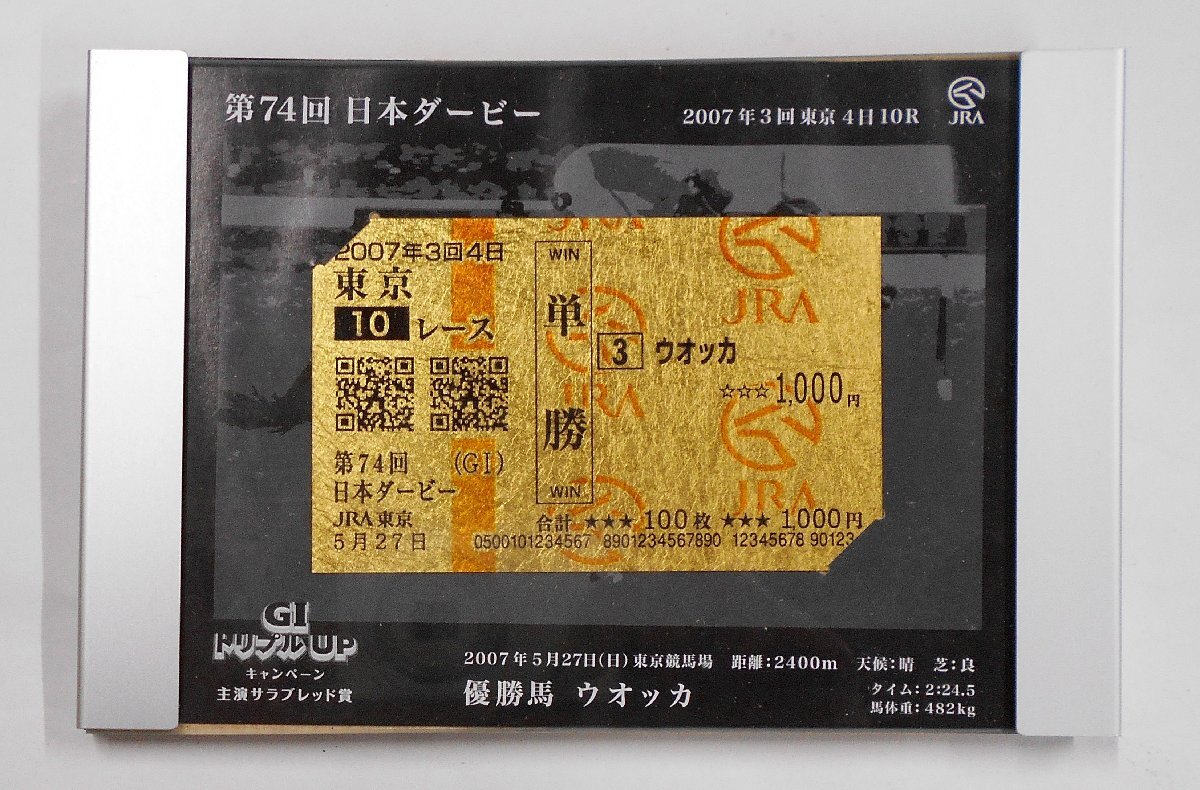 第74回 日本ダービー
2007年3回東京4日10R
JRA
2007年3回4日
東京
10 レース
第74回 (GI)
日本ダービー
JRA東京
5月27日
WIN
単勝
WIN
3 ウオッカ
☆☆☆1,000円
合計 ★★★ 100枚 ★★★ 1,000円
0500101234567 8901234567890 12345678 90123
JRA
JRA
JRA
JRA
GI
トリプルUP
キャンペーン
主演サラブレッド賞
2007年5月27日(日)東京競馬場 距離:2400m 天候:晴 芝:良
優勝馬 ウオッカ
タイム:2:24.5
馬体重:482kg